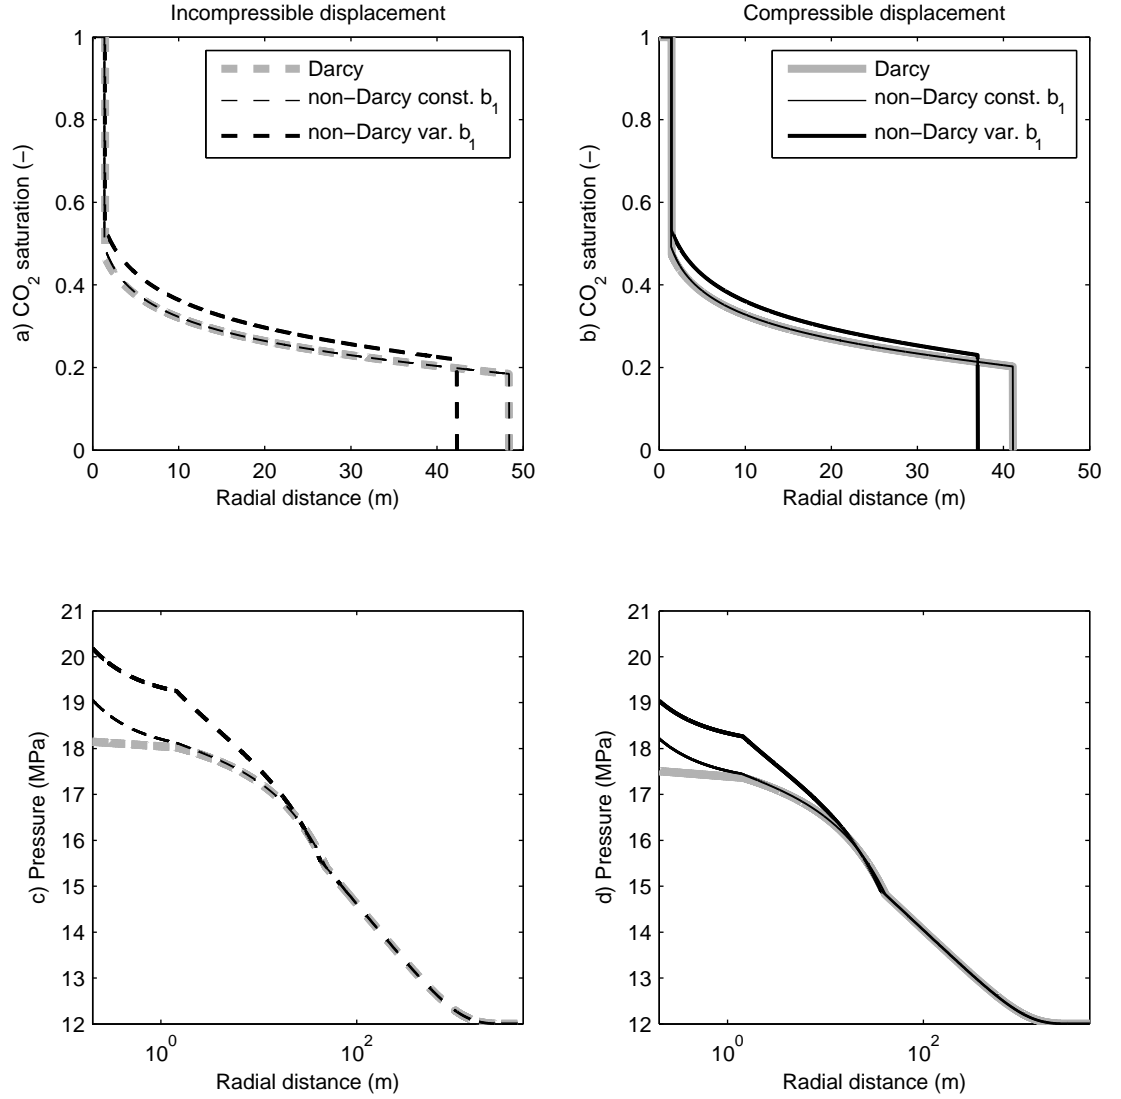 Incompressible displacement
1
0.8
0.6
0.4
0.2
0
a) CO2 saturation (−)
Darcy
non−Darcy const. b1
non−Darcy var. b1
0 10 20 30 40 50
Radial distance (m)
Compressible displacement
1
0.8
0.6
0.4
0.2
0
b) CO2 saturation (−)
Darcy
non−Darcy const. b1
non−Darcy var. b1
0 10 20 30 40 50
Radial distance (m)
21
20
19
18
17
16
15
14
13
12
c) Pressure (MPa)
10^0 10^2
Radial distance (m)
21
20
19
18
17
16
15
14
13
12
d) Pressure (MPa)
10^0 10^2
Radial distance (m)